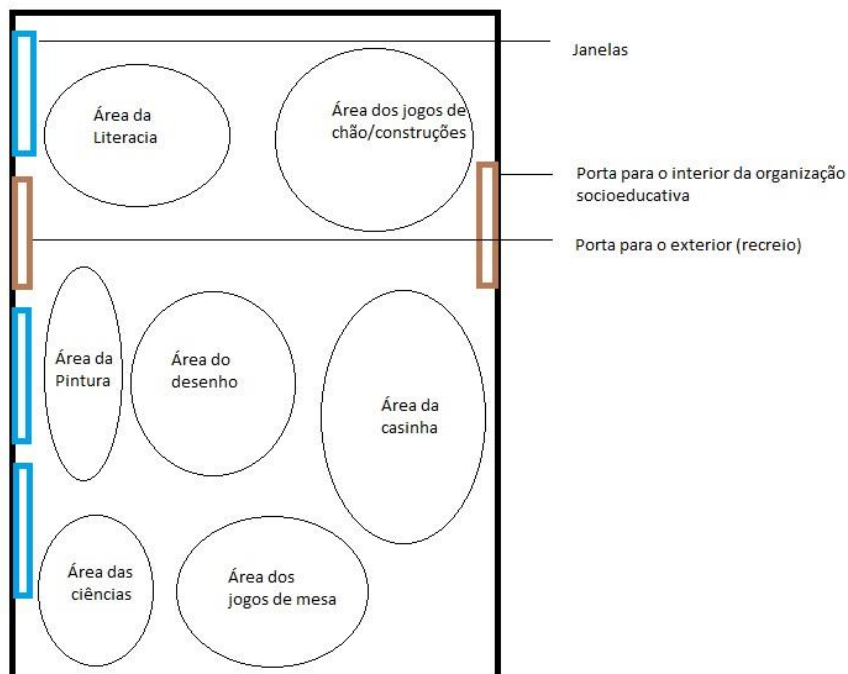 Janelas
Área da
Literacia
Área dos jogos de
chão/construções
Porta para o interior da organização
socioeducativa
Porta para o exterior (recreio)
Área da
Pintura
Área do
desenho
Área da
casinha
Área das
ciências
Área dos
jogos de mesa